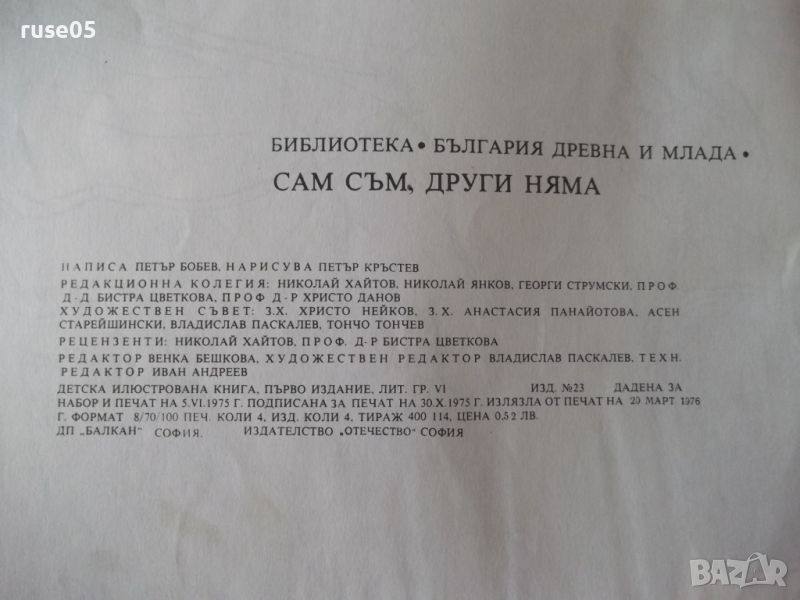 ruse05
БИБЛИОТЕКА • БЪЛГАРИЯ ДРЕВНА И МЛАДА •
САМ СЪМ, ДРУГИ НЯМА
НАПИСА ПЕТЪР БОБЕВ, НАРИСУВА ПЕТЪР КРЪСТЕВ
РЕДАКЦИОННА КОЛЕГИЯ: НИКОЛАЙ ХАЙТОВ, НИКОЛАЙ ЯНКОВ, ГЕОРГИ СТРУМСКИ, ПРОФ
Д-Д БИСТРА ЦВЕТКОВА, ПРОФ Д-Р ХРИСТО ДАНОВ
ХУДОЖЕСТВЕН СЪВЕТ: З.Х. ХРИСТО НЕЙКОВ, З.Х. АНАСТАСИЯ ПАНАЙОТОВА, АСЕН
СТАРЕЙШИНСКИ, ВЛАДИСЛАВ ПАСКАЛЕВ, ТОНЧО ТОНЧЕВ
РЕЦЕНЗЕНТИ: НИКОЛАЙ ХАЙТОВ, ПРОФ. Д-Р БИСТРА ЦВЕТКОВА
РЕДАКТОР ВЕНКА БЕШКОВА, ХУДОЖЕСТВЕН РЕДАКТОР ВЛАДИСЛАВ ПАСКАЛЕВ, ТЕХН.
РЕДАКТОР ИВАН АНДРЕЕВ
ДЕТСКА ИЛЮСТРОВАНА КНИГА, ПЪРВО ИЗДАНИЕ, ЛИТ. ГР. VI ИЗД. №23 ДАДЕНА ЗА
НАБОР И ПЕЧАТ НА 5.VI.1975 Г. ПОДПИСАНА ЗА ПЕЧАТ НА 30.X.1975 Г. ИЗЛЯЗЛА ОТ ПЕЧАТ НА 20 МАРТ 1976
Г. ФОРМАТ 8/70/100 ПЕЧ. КОЛИ 4, ИЗД. КОЛИ 4, ТИРАЖ 400 114, ЦЕНА 0,52 ЛВ.
ДП „БАЛКАН" СОФИЯ. ИЗДАТЕЛСТВО „ОТЕЧЕСТВО" СОФИЯ
BAZAR